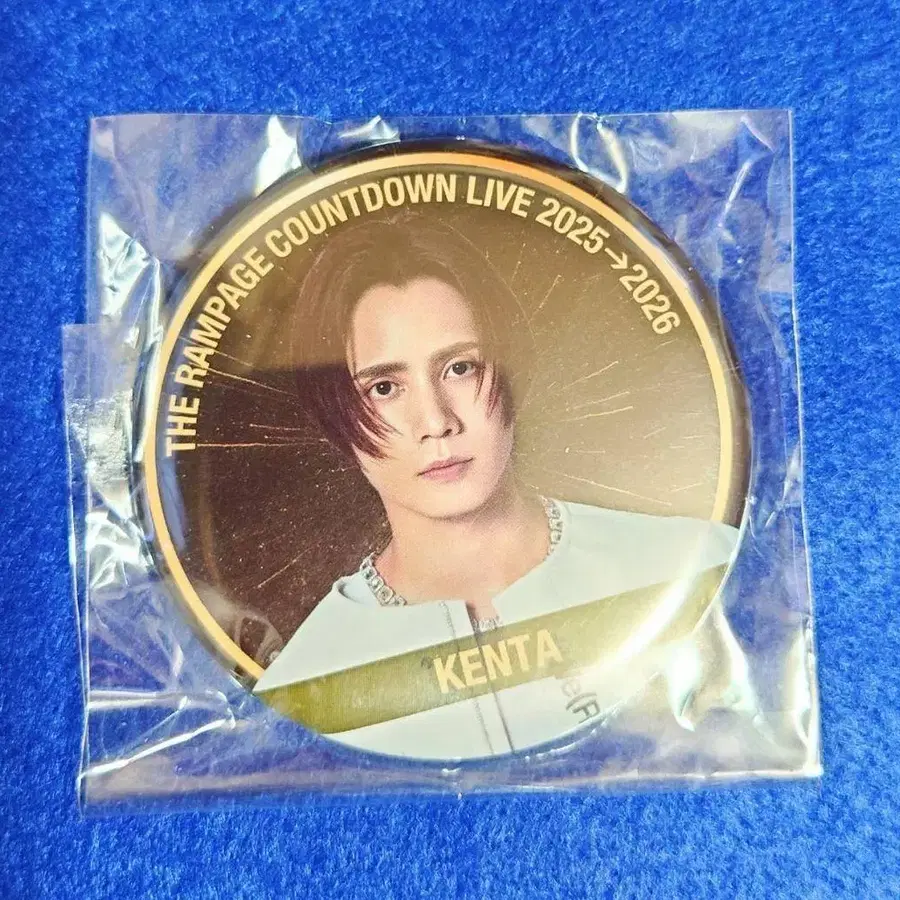 THE RAMPAGE COUNTDOWN LIVE 2025→2026
KENTA